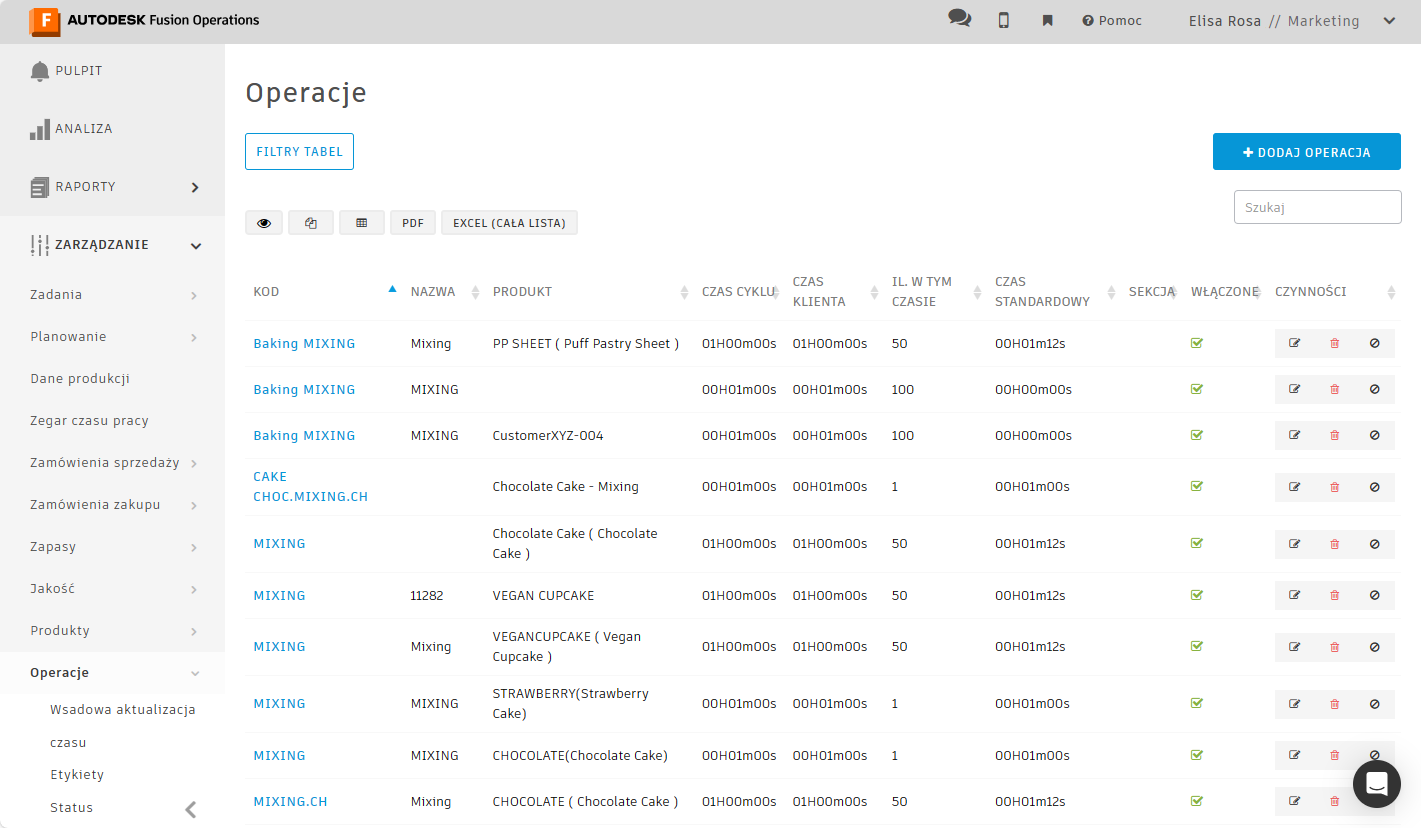 F AUTODESK Fusion Operations
Pomoc
Elisa Rosa // Marketing
PULPIT
ANALIZA
RAPORTY
ZARZĄDZANIE
Zadania
Planowanie
Dane produkcji
Zegar czasu pracy
Zamówienia sprzedaży
Zamówienia zakupu
Zapasy
Jakość
Produkty
Operacje
Wsadowa aktualizacja
czasu
Etykiety
Status
Operacje
FILTRY TABEL
DODAJ OPERACJA
Szukaj
PDF
EXCEL (CAŁA LISTA)
KOD NAZWA PRODUKT CZAS CYKLU CZAS KLIENTA IL. W TYM CZASIE CZAS STANDARDOWY SEKCJA WŁĄCZONE CZYNNOŚCI
Baking MIXING Mixing PP SHEET ( Puff Pastry Sheet ) 01H00m00s 01H00m00s 50 00H01m12s
Baking MIXING MIXING 00H01m00s 00H01m00s 100 00H00m00s
Baking MIXING MIXING CustomerXYZ-004 00H01m00s 00H01m00s 100 00H00m00s
CAKE CHOC.MIXING.CH Chocolate Cake - Mixing 00H01m00s 00H01m00s 1 00H01m00s
MIXING Chocolate Cake ( Chocolate Cake ) 01H00m00s 01H00m00s 50 00H01m12s
MIXING 11282 VEGAN CUPCAKE 01H00m00s 01H00m00s 50 00H01m12s
MIXING Mixing VEGANCUPCAKE ( Vegan Cupcake ) 01H00m00s 01H00m00s 50 00H01m12s
MIXING MIXING STRAWBERRY(Strawberry Cake) 00H01m00s 00H01m00s 1 00H01m00s
MIXING MIXING CHOCOLATE(Chocolate Cake) 00H01m00s 00H01m00s 1 00H01m00s
MIXING.CH Mixing CHOCOLATE ( Chocolate Cake ) 01H00m00s 01H00m00s 50 00H01m12s